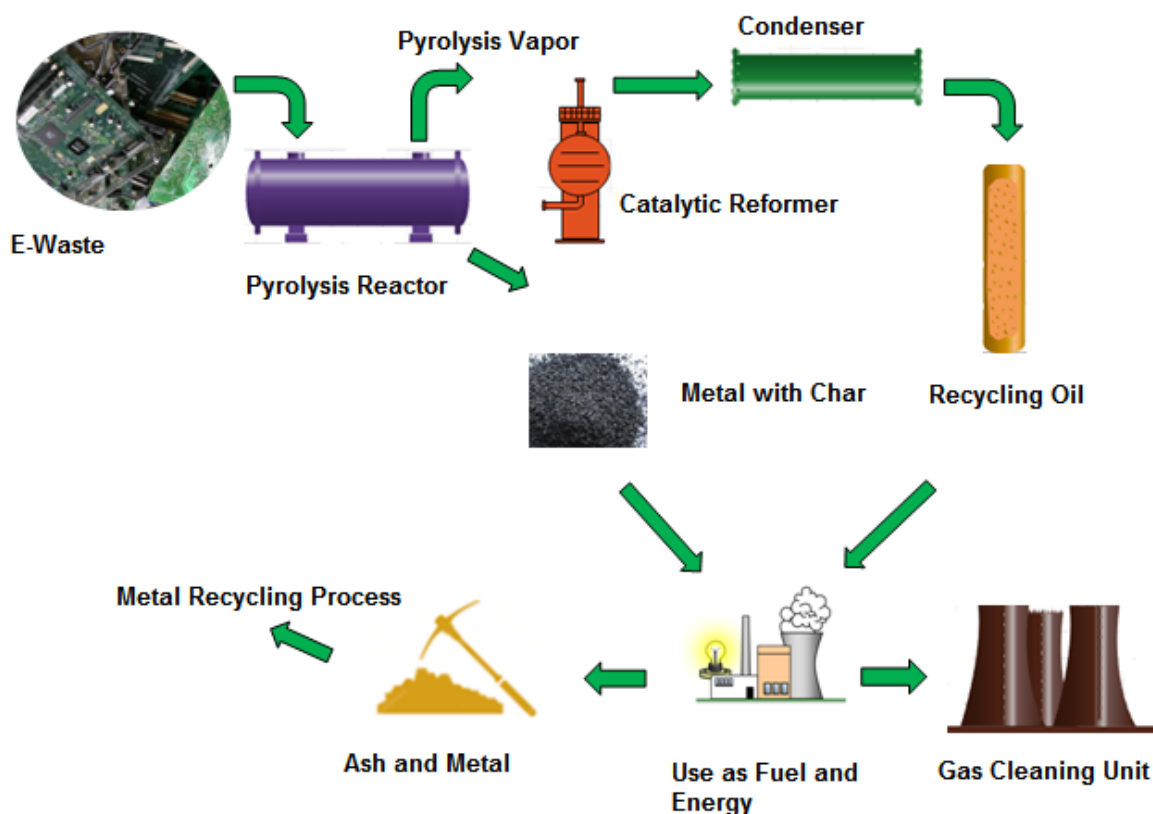 Condenser
Pyrolysis Vapor
Catalytic Reformer
E-Waste
Pyrolysis Reactor
Metal with Char
Recycling Oil
Metal Recycling Process
Ash and Metal
Use as Fuel and
Energy
Gas Cleaning Unit